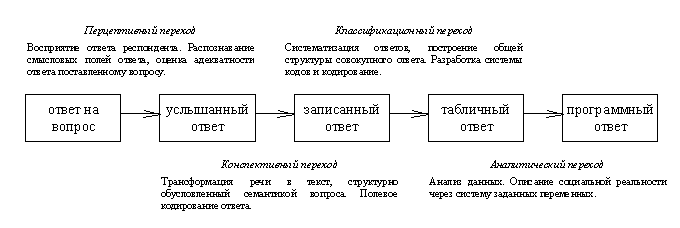 Перцептивный переход
Восприятие ответа респондента. Распознавание
смысловых полей ответа, оценка адекватности
ответа поставленному вопросу.
Классификационный переход
Систематизация ответов, построение общей
структуры совокупного ответа. Разработка системы
кодов и кодирование.
ответ на
вопрос
услышанный
ответ
записанный
ответ
табличный
ответ
программный
ответ
Конспективный переход
Трансформация речи в текст, структурно
обусловленный семантикой вопроса. Полевое
кодирование ответа.
Аналитический переход
Анализ данных. Описание социальной реальности
через систему заданных переменных.